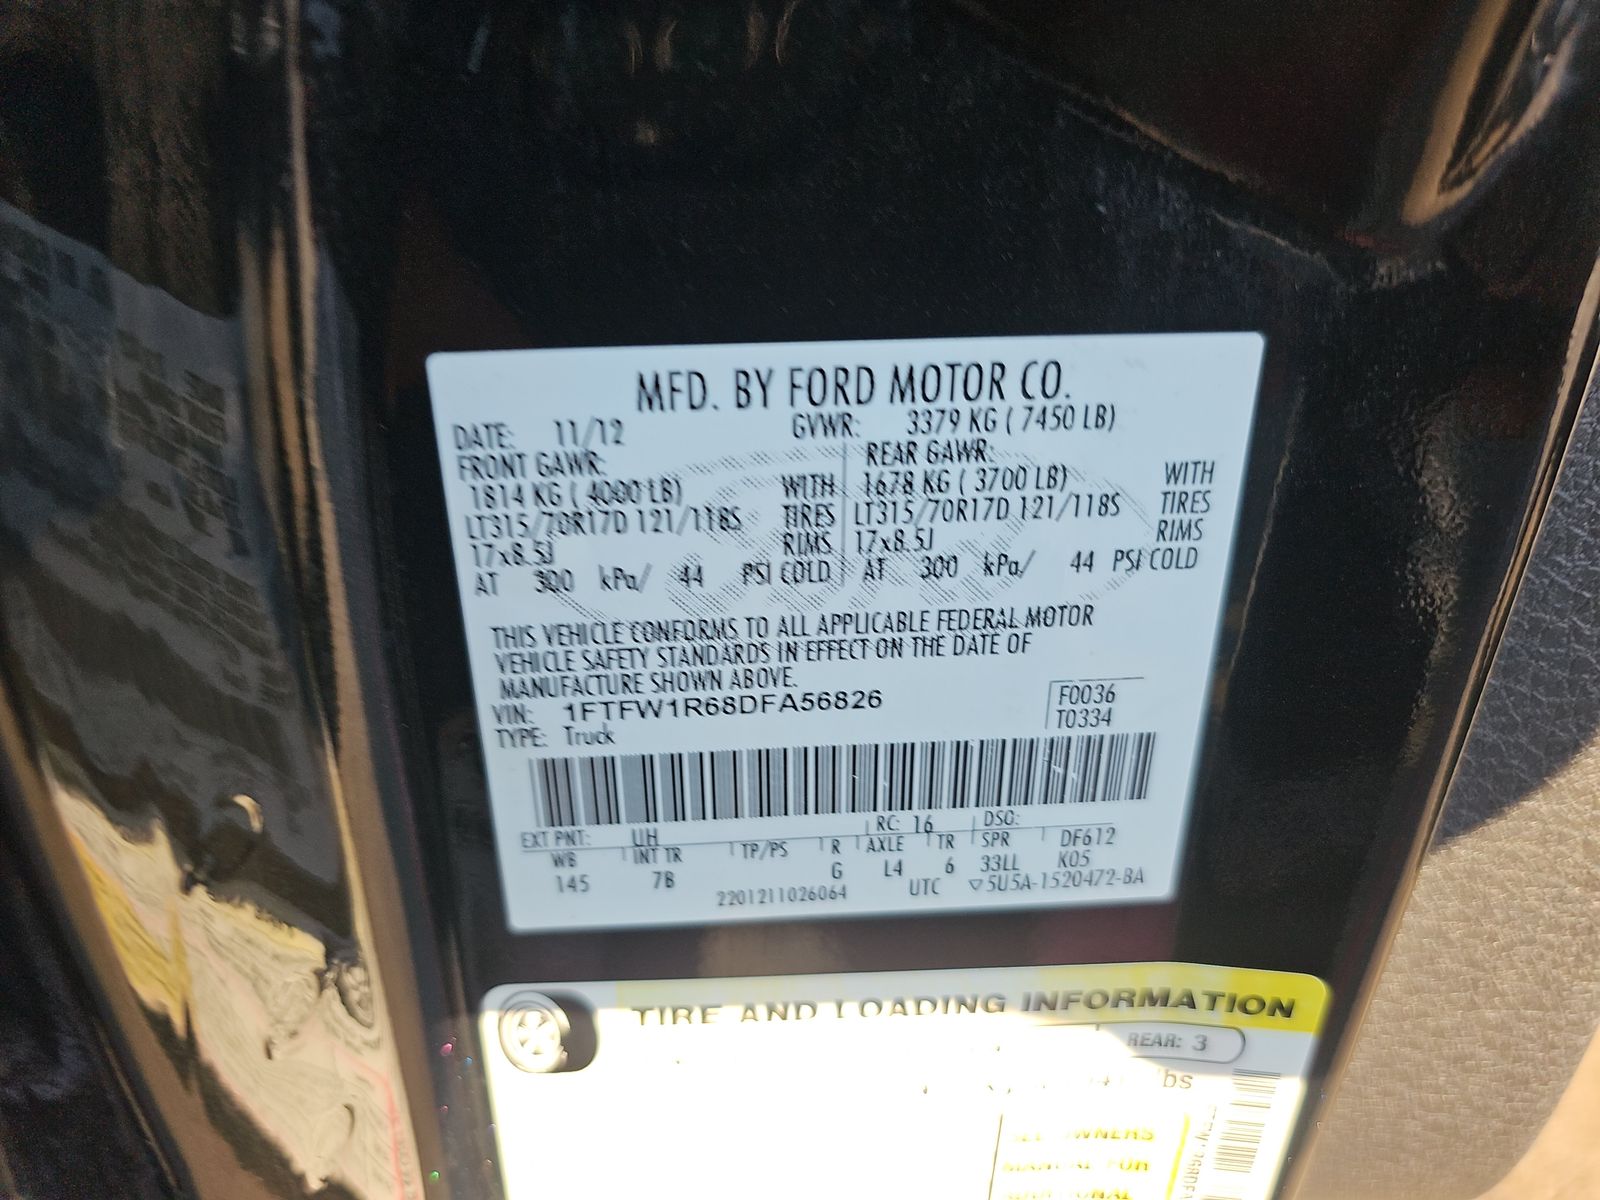 MFD. BY FORD MOTOR CO.
DATE: 11/12 GVWR: 3379 KG ( 7450 LB)
FRONT GAWR: REAR GAWR:
1814 KG ( 4000 LB) WITH 1678 KG ( 3700 LB) WITH
LT315/70R17D 121/118S TIRES LT315/70R17D 121/118S TIRES
17x8.5J RIMS 17x8.5J RIMS
AT 300 kPa/ 44 PSI COLD AT 300 kPa/ 44 PSI COLD
THIS VEHICLE CONFORMS TO ALL APPLICABLE FEDERAL MOTOR
VEHICLE SAFETY STANDARDS IN EFFECT ON THE DATE OF
MANUFACTURE SHOWN ABOVE.
VIN: 1FTFW1R68DFA56826 F0036
TYPE: Truck T0334
EXT PNT: UH RC: 16 DSO:
WB INT TR TP/PS R AXLE TR SPR DF612
145 7B G L4 6 33LL K05
2201211026064 UTC ▽5U5A-1520472-BA
TIRE AND LOADING INFORMATION
REAR: 3